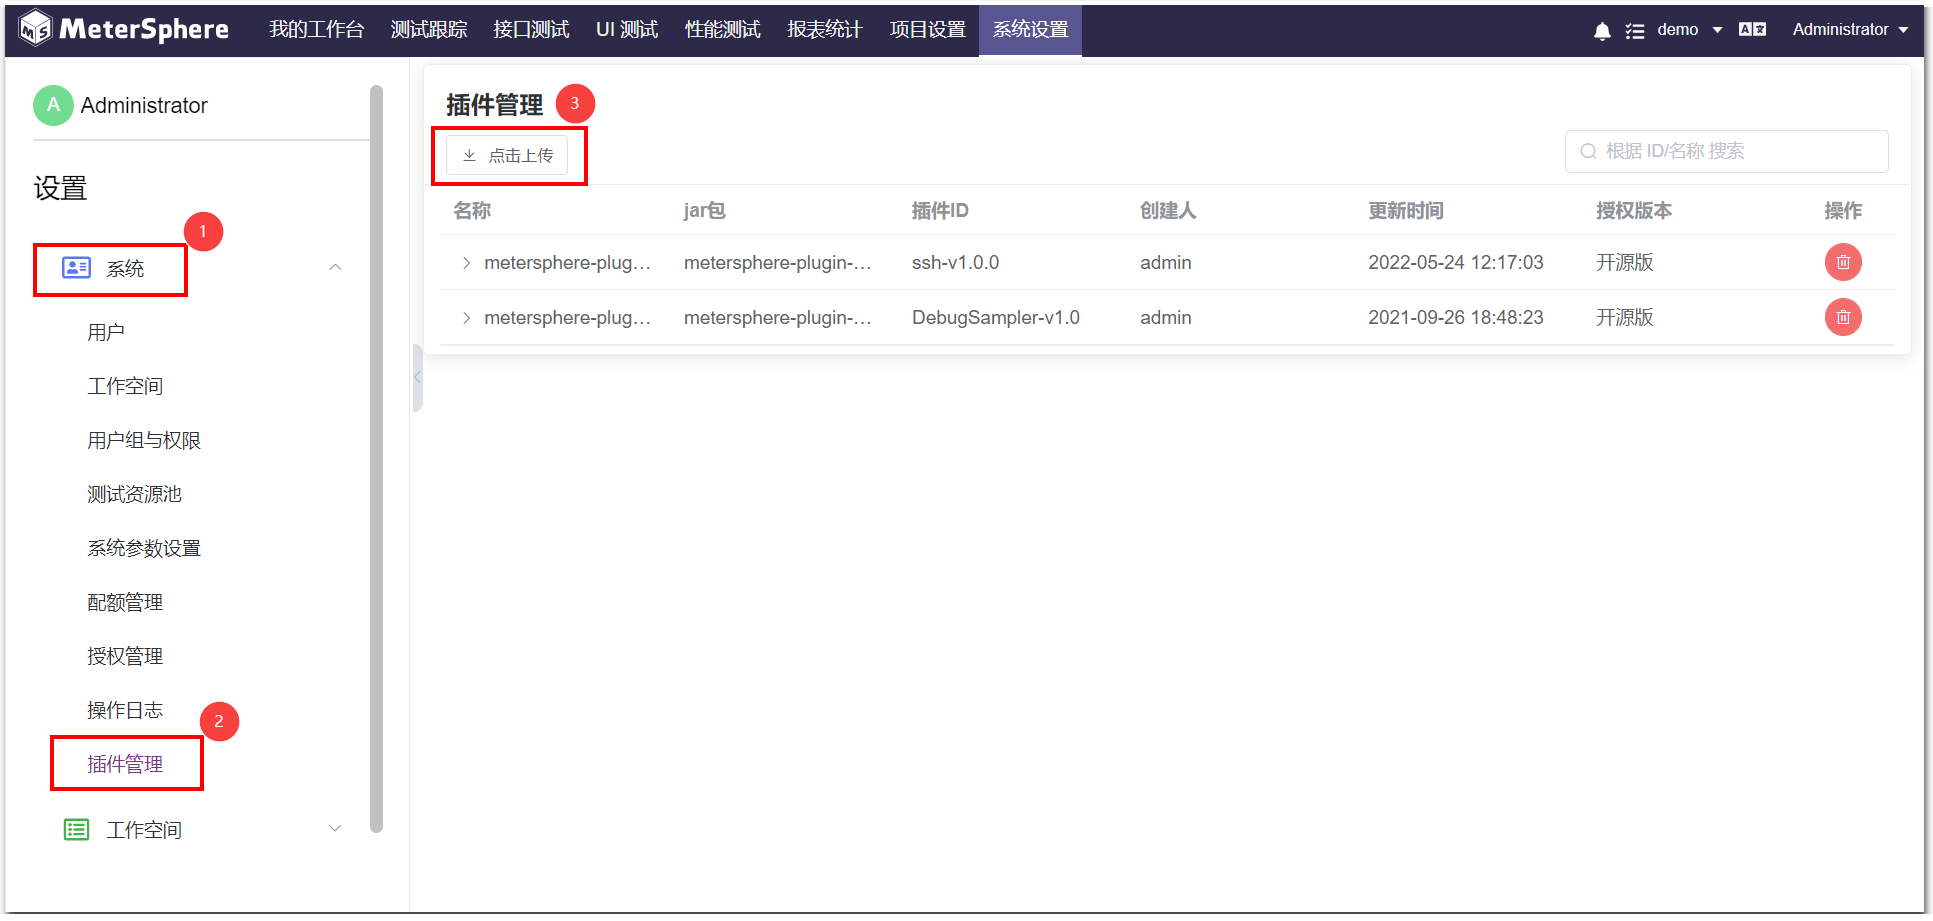 MeterSphere 我的工作台 测试跟踪 接口测试 UI 测试 性能测试 报表统计 项目设置 系统设置 demo Administrator
A Administrator
设置
1
系统
用户
工作空间
用户组与权限
测试资源池
系统参数设置
配额管理
授权管理
操作日志
2
插件管理
工作空间
插件管理 3
点击上传
根据 ID/名称 搜索
名称 jar包 插件ID 创建人 更新时间 授权版本 操作
metersphere-plug... metersphere-plugin-... ssh-v1.0.0 admin 2022-05-24 12:17:03 开源版
metersphere-plug... metersphere-plugin-... DebugSampler-v1.0 admin 2021-09-26 18:48:23 开源版